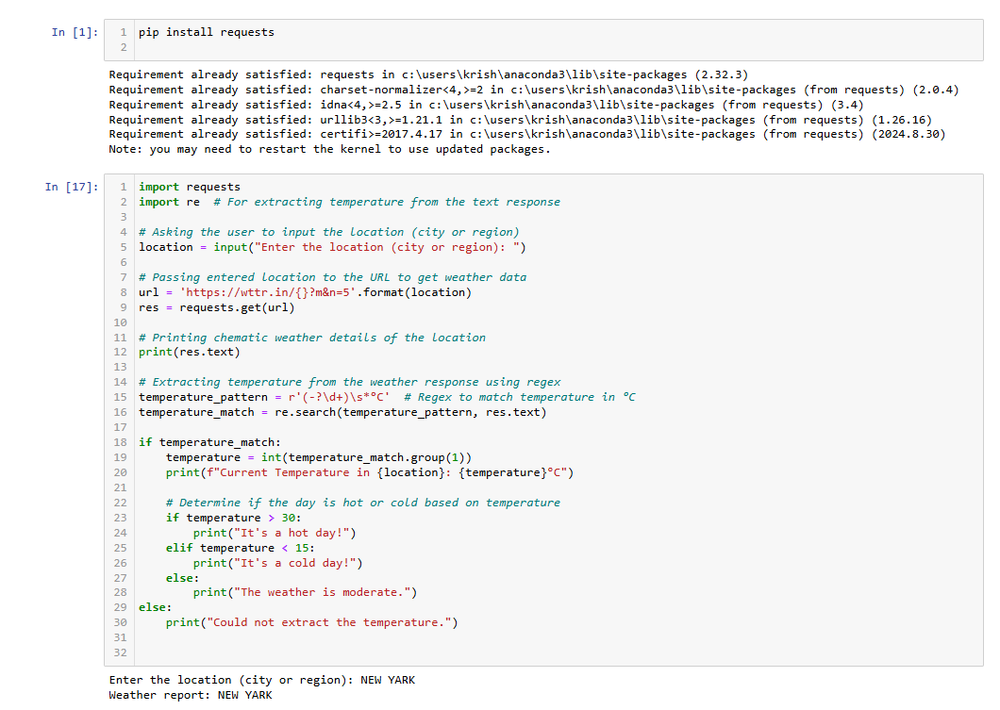 In [1]:
1 pip install requests
2
Requirement already satisfied: requests in c:\users\krish\anaconda3\lib\site-packages (2.32.3)
Requirement already satisfied: charset-normalizer<4,>=2 in c:\users\krish\anaconda3\lib\site-packages (from requests) (2.0.4)
Requirement already satisfied: idna<4,>=2.5 in c:\users\krish\anaconda3\lib\site-packages (from requests) (3.4)
Requirement already satisfied: urllib3<3,>=1.21.1 in c:\users\krish\anaconda3\lib\site-packages (from requests) (1.26.16)
Requirement already satisfied: certifi>=2017.4.17 in c:\users\krish\anaconda3\lib\site-packages (from requests) (2024.8.30)
Note: you may need to restart the kernel to use updated packages.
In [17]:
1 import requests
2 import re  # For extracting temperature from the text response
3
4 # Asking the user to input the location (city or region)
5 location = input("Enter the location (city or region): ")
6
7 # Passing entered location to the URL to get weather data
8 url = 'https://wttr.in/{}?m&n=5'.format(location)
9 res = requests.get(url)
10
11 # Printing chematic weather details of the location
12 print(res.text)
13
14 # Extracting temperature from the weather response using regex
15 temperature_pattern = r'(-?\d+)\s*°C'  # Regex to match temperature in °C
16 temperature_match = re.search(temperature_pattern, res.text)
17
18 if temperature_match:
19     temperature = int(temperature_match.group(1))
20     print(f"Current Temperature in {location}: {temperature}°C")
21
22     # Determine if the day is hot or cold based on temperature
23     if temperature > 30:
24         print("It's a hot day!")
25     elif temperature < 15:
26         print("It's a cold day!")
27     else:
28         print("The weather is moderate.")
29 else:
30     print("Could not extract the temperature.")
31
32
Enter the location (city or region): NEW YARK
Weather report: NEW YARK